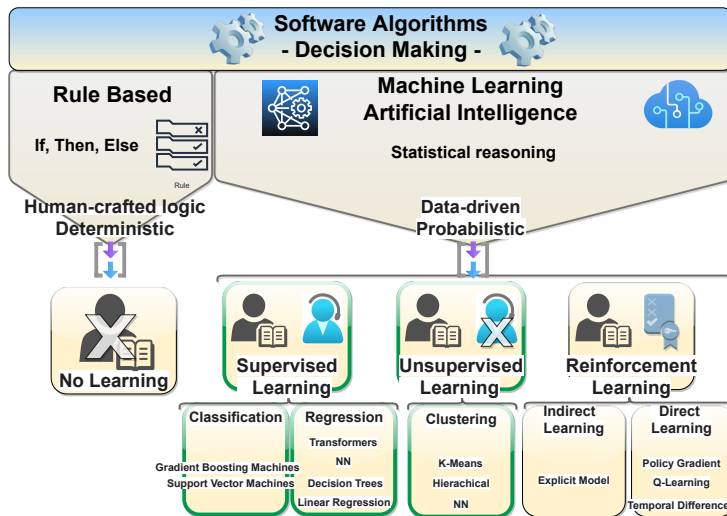 Software Algorithms
- Decision Making -
Rule Based
If, Then, Else
Rule
Human-crafted logic
Deterministic
Machine Learning
Artificial Intelligence
Statistical reasoning
Data-driven
Probabilistic
No Learning
Supervised
Learning
Unsupervised
Learning
Reinforcement
Learning
Classification
Gradient Boosting Machines
Support Vector Machines
Regression
Transformers
NN
Decision Trees
Linear Regression
Clustering
K-Means
Hierachical
NN
Indirect
Learning
Explicit Model
Direct
Learning
Policy Gradient
Q-Learning
Temporal Difference